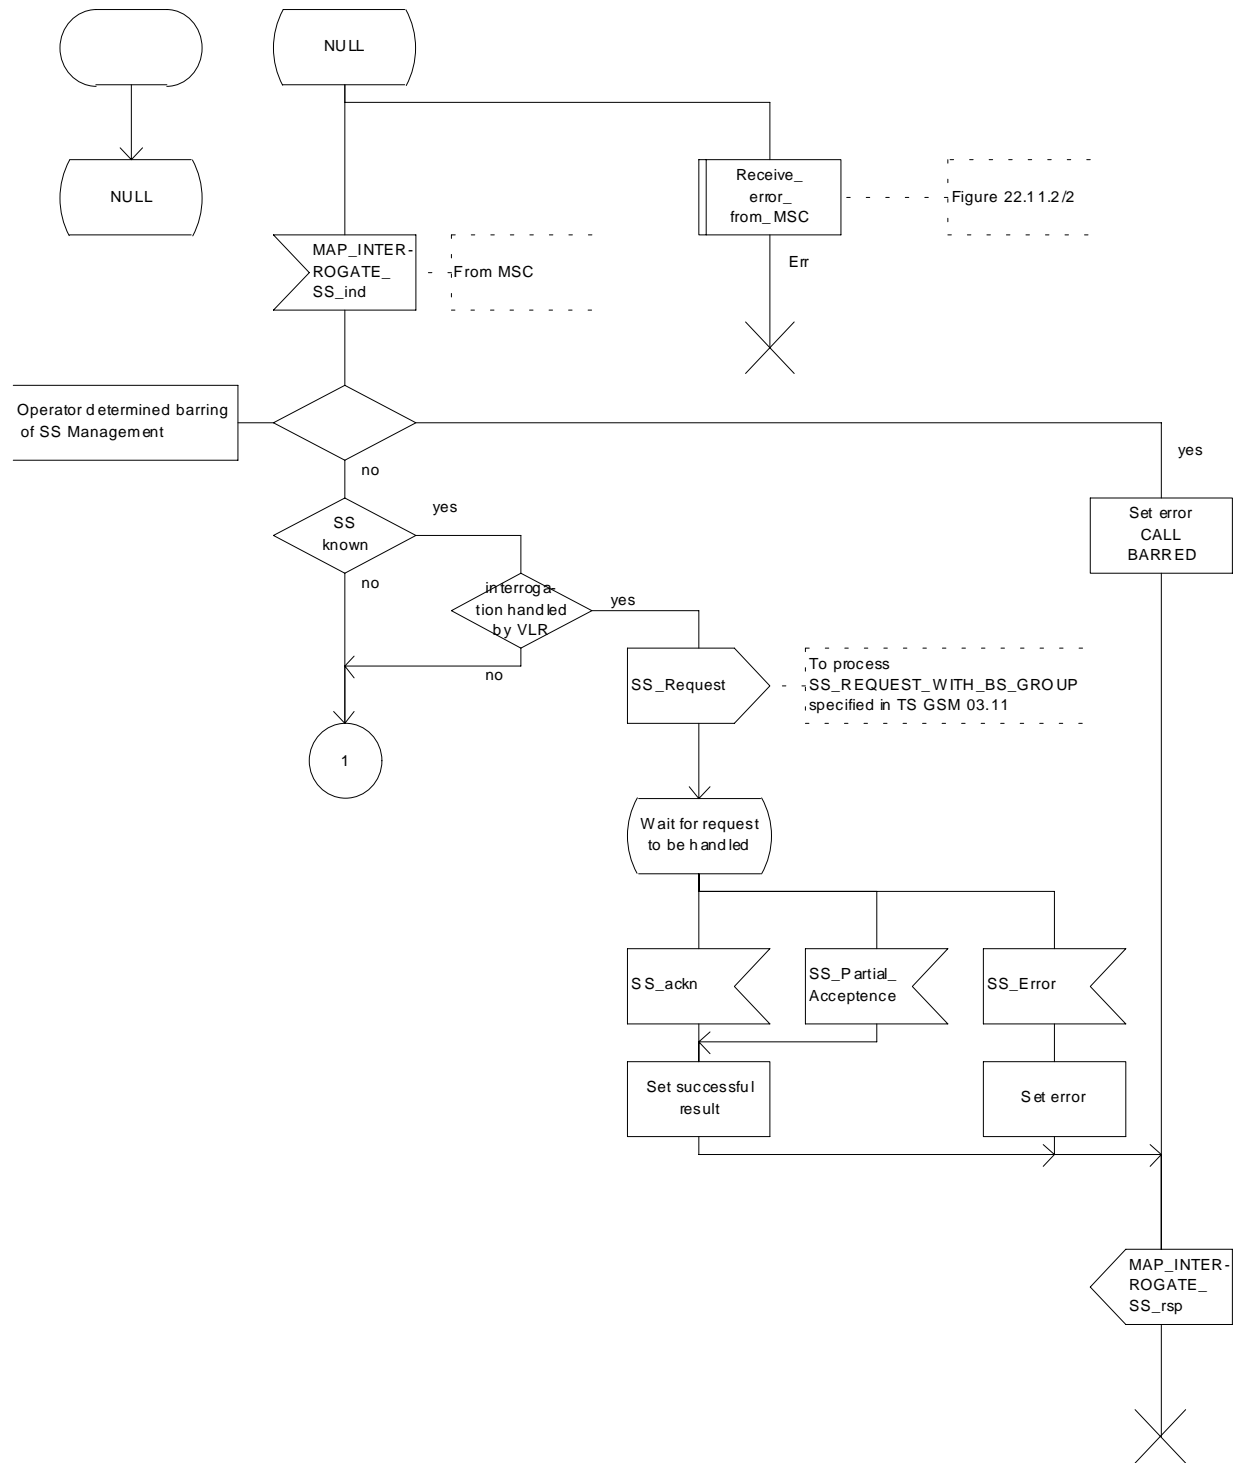 NULL
NULL
Receive_
error_
from_MSC
Figure 22.11.2/2
MAP_INTER-
ROGATE_
SS_ind
From MSC
Err
Operator determined barring
of SS Management
yes
no
SS
known
yes
Set error
CALL
BARRED
no
interroga-
tion handled
by VLR
yes
no
SS_Request
To process
SS_REQUEST_WITH_BS_GROUP
specified in TS GSM 03.11
1
Wait for request
to be handled
SS_ackn
SS_Partial_
Acceptence
SS_Error
Set successful
result
Set error
MAP_INTER-
ROGATE_
SS_rsp